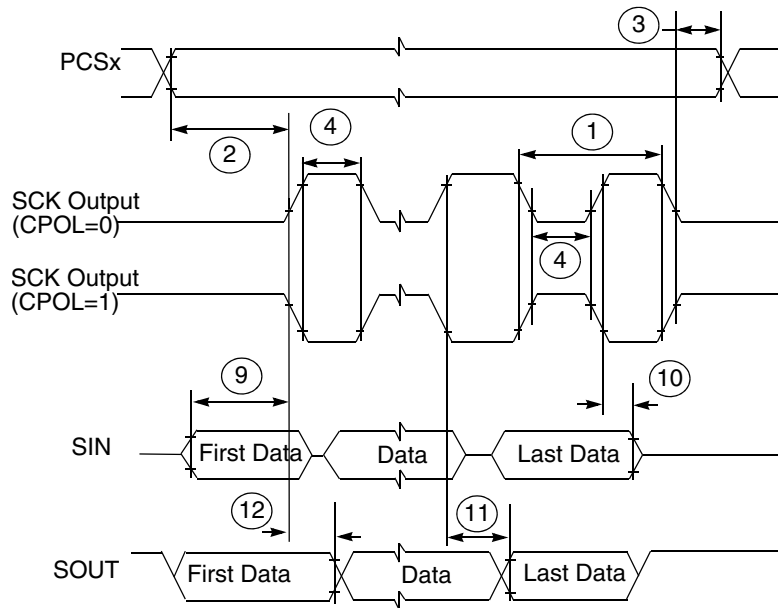 3
PCSx
2
4
1
SCK Output
(CPOL=0)
4
SCK Output
(CPOL=1)
9
10
SIN
First Data
Data
Last Data
12
11
SOUT
First Data
Data
Last Data